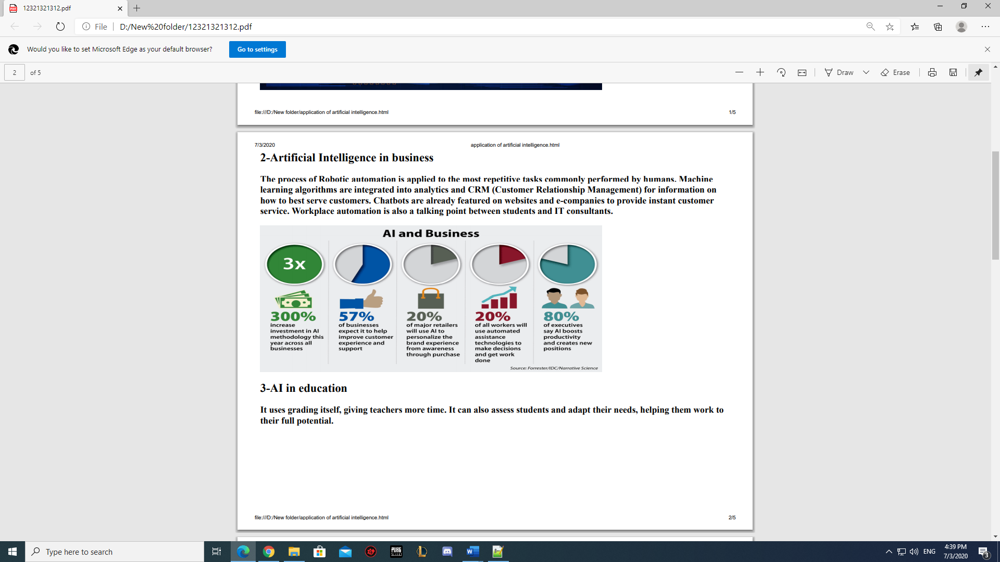 12321321312.pdf
File
D:/New%20folder/12321321312.pdf
Would you like to set Microsoft Edge as your default browser?
Go to settings
2 of 5
Draw
Erase
file:///D:/New folder/application of artificial intelligence.html
1/5
7/3/2020
application of artificial intelligence.html
2-Artificial Intelligence in business
The process of Robotic automation is applied to the most repetitive tasks commonly performed by humans. Machine
learning algorithms are integrated into analytics and CRM (Customer Relationship Management) for information on
how to best serve customers. Chatbots are already featured on websites and e-companies to provide instant customer
service. Workplace automation is also a talking point between students and IT consultants.
AI and Business
3x
300%
increase
investment in AI
methodology this
year across all
businesses
57%
of businesses
expect it to help
improve customer
experience and
support
20%
of major retailers
will use AI to
personalize the
brand experience
from awareness
through purchase
20%
of all workers will
use automated
assistance
technologies to
make decisions
and get work
done
80%
of executives
say AI boosts
productivity
and creates new
positions
Source: Forrester/IDC/Narrative Science
3-AI in education
It uses grading itself, giving teachers more time. It can also assess students and adapt their needs, helping them work to
their full potential.
file:///D:/New folder/application of artificial intelligence.html
2/5
Type here to search
PUBG
ENG
4:39 PM
7/3/2020
3